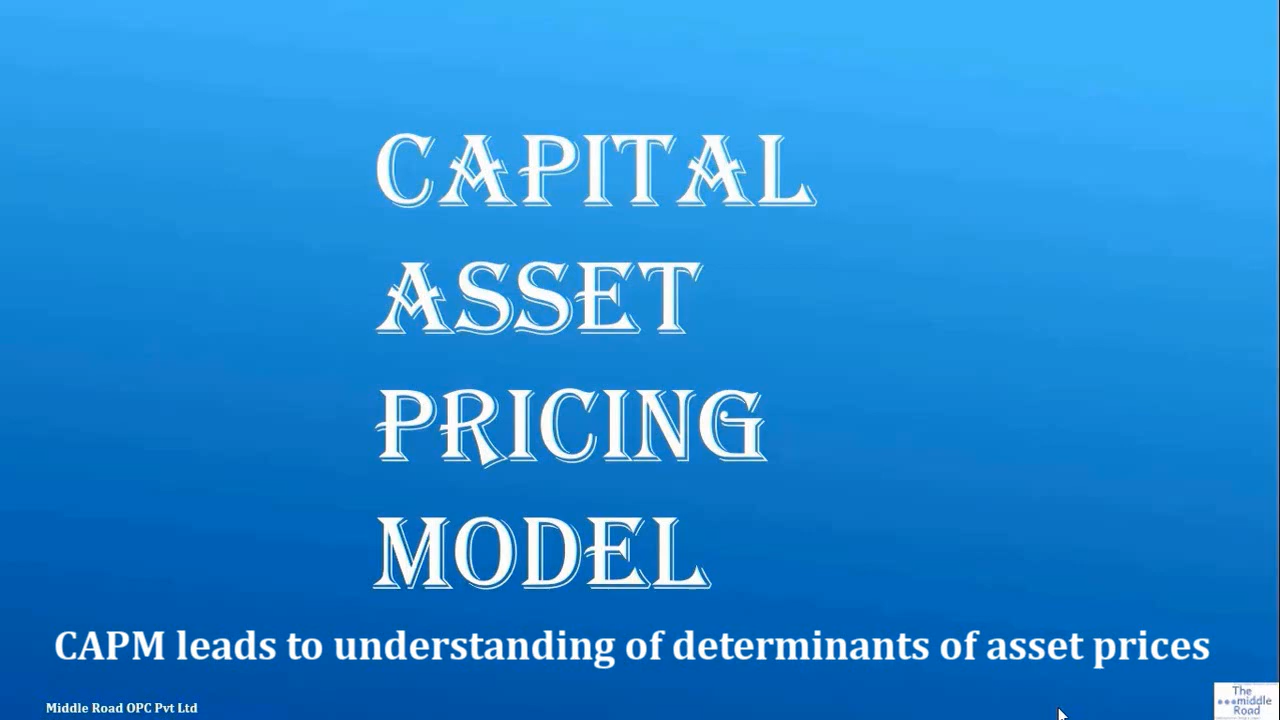 CAPITAL
ASSET
PRICING
MODEL
CAPM leads to understanding of determinants of asset prices
Middle Road OPC Pvt Ltd
The
middle
Road